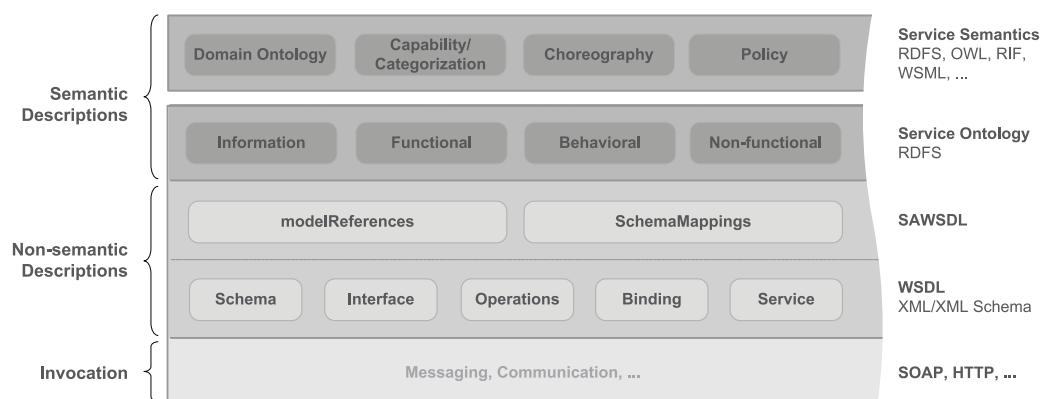 Semantic
Descriptions
Domain Ontology
Capability/
Categorization
Choreography
Policy
Service Semantics
RDFS, OWL, RIF,
WSML, ...
Information
Functional
Behavioral
Non-functional
Service Ontology
RDFS
Non-semantic
Descriptions
modelReferences
SchemaMappings
SAWSDL
Schema
Interface
Operations
Binding
Service
WSDL
XML/XML Schema
Invocation
Messaging, Communication, ...
SOAP, HTTP, ...